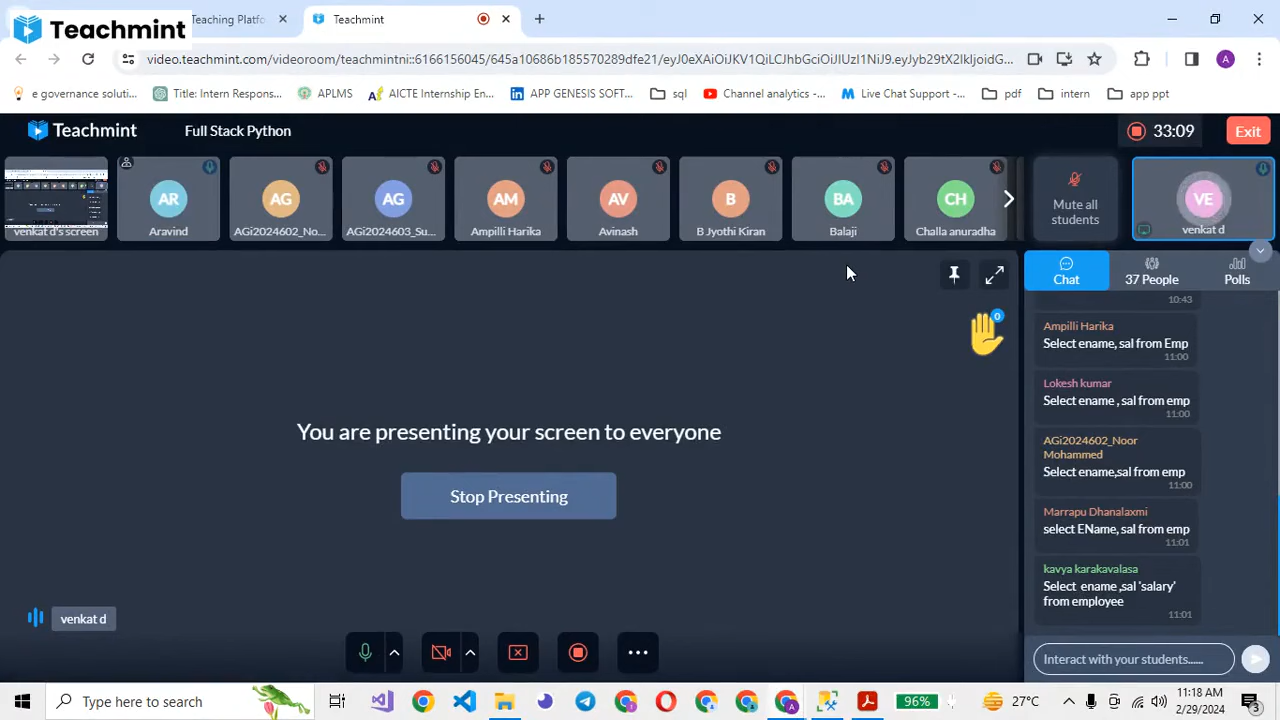 Teachmint
Teaching Platfo
Teachmint
video.teachmint.com/videoroom/teachmintni::6166156045/645a10686b185570289dfe21/eyJ0eXAiOiJKV1QiLCJhbGciOiJIUzI1NiJ9.eyJyb29tX2lkIjoidG...
A
e governance soluti...
Title: Intern Respons...
APLMS
AICTE Internship En...
APP GENESIS SOFT...
sql
Channel analytics -...
Live Chat Support -...
pdf
intern
app ppt
Teachmint
Full Stack Python
33:09
Exit
venkat d's screen
AR
Aravind
AG
AGi2024602_No...
AG
AGi2024603_Su...
AM
Ampilli Harika
AV
Avinash
B
B Jyothi Kiran
BA
Balaji
CH
Challa anuradha
Mute all
students
VE
venkat d
Chat
37 People
Polls
10:43
0
Ampilli Harika
Select ename, sal from Emp
11:00
Lokesh kumar
Select ename , sal from emp
11:00
AGi2024602_Noor
Mohammed
Select ename,sal from emp
11:00
Marrapu Dhanalaxmi
select EName, sal from emp
11:01
kavya karakavalasa
Select ename ,sal 'salary'
from employee
11:01
You are presenting your screen to everyone
Stop Presenting
venkat d
Interact with your students......
Type here to search
96%
27°C
11:18 AM
2/29/2024
3